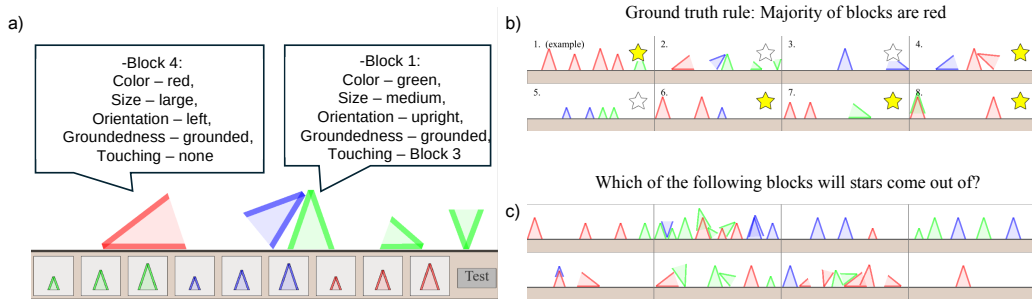 a)
-Block 4:
Color – red,
Size – large,
Orientation – left,
Groundedness – grounded,
Touching – none
-Block 1:
Color – green,
Size – medium,
Orientation – upright,
Groundedness – grounded,
Touching – Block 3
Test
b)
Ground truth rule: Majority of blocks are red
1. (example)
2.
3.
4.
5.
6.
7.
8.
Which of the following blocks will stars come out of?
c)